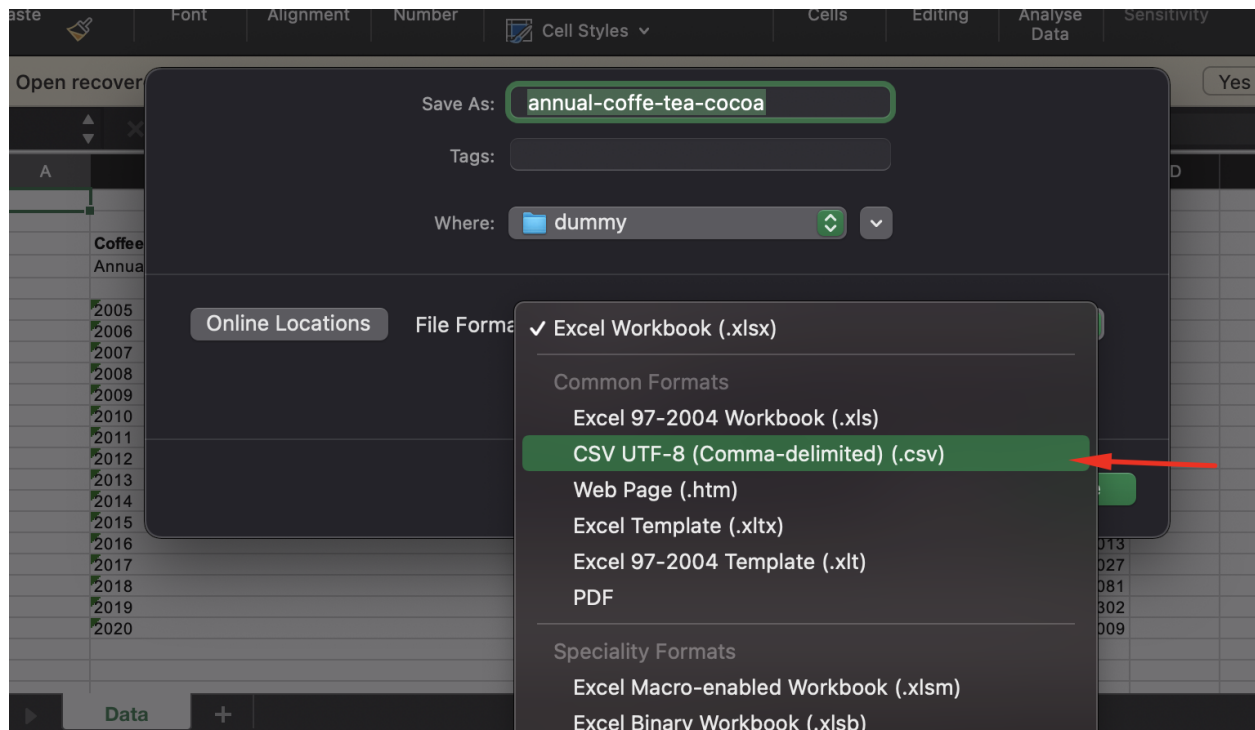 Font Alignment Number Cells Editing Analyse Data Sensitivity
Cell Styles
Open recover
Yes
Save As: annual-coffe-tea-cocoa
Tags:
Where: dummy
A
D
Coffee
Annua
Online Locations
File Forma
Excel Workbook (.xlsx)
Common Formats
Excel 97-2004 Workbook (.xls)
CSV UTF-8 (Comma-delimited) (.csv)
Web Page (.htm)
Excel Template (.xltx)
Excel 97-2004 Template (.xlt)
PDF
Speciality Formats
Excel Macro-enabled Workbook (.xlsm)
Excel Binary Workbook (.xlsb)
2005
2006
2007
2008
2009
2010
2011
2012
2013
2014
2015
2016 013
2017 027
2018 081
2019 302
2020 009
Data